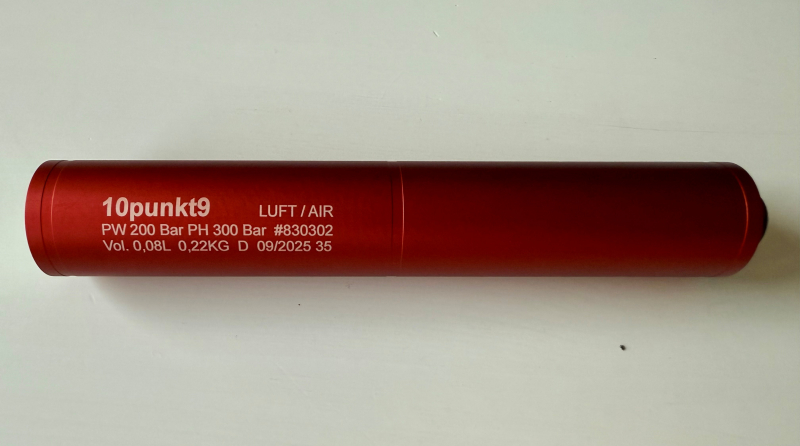 10punkt9 LUFT / AIR
PW 200 Bar PH 300 Bar #830302
Vol. 0,08L 0,22KG D 09/2025 35